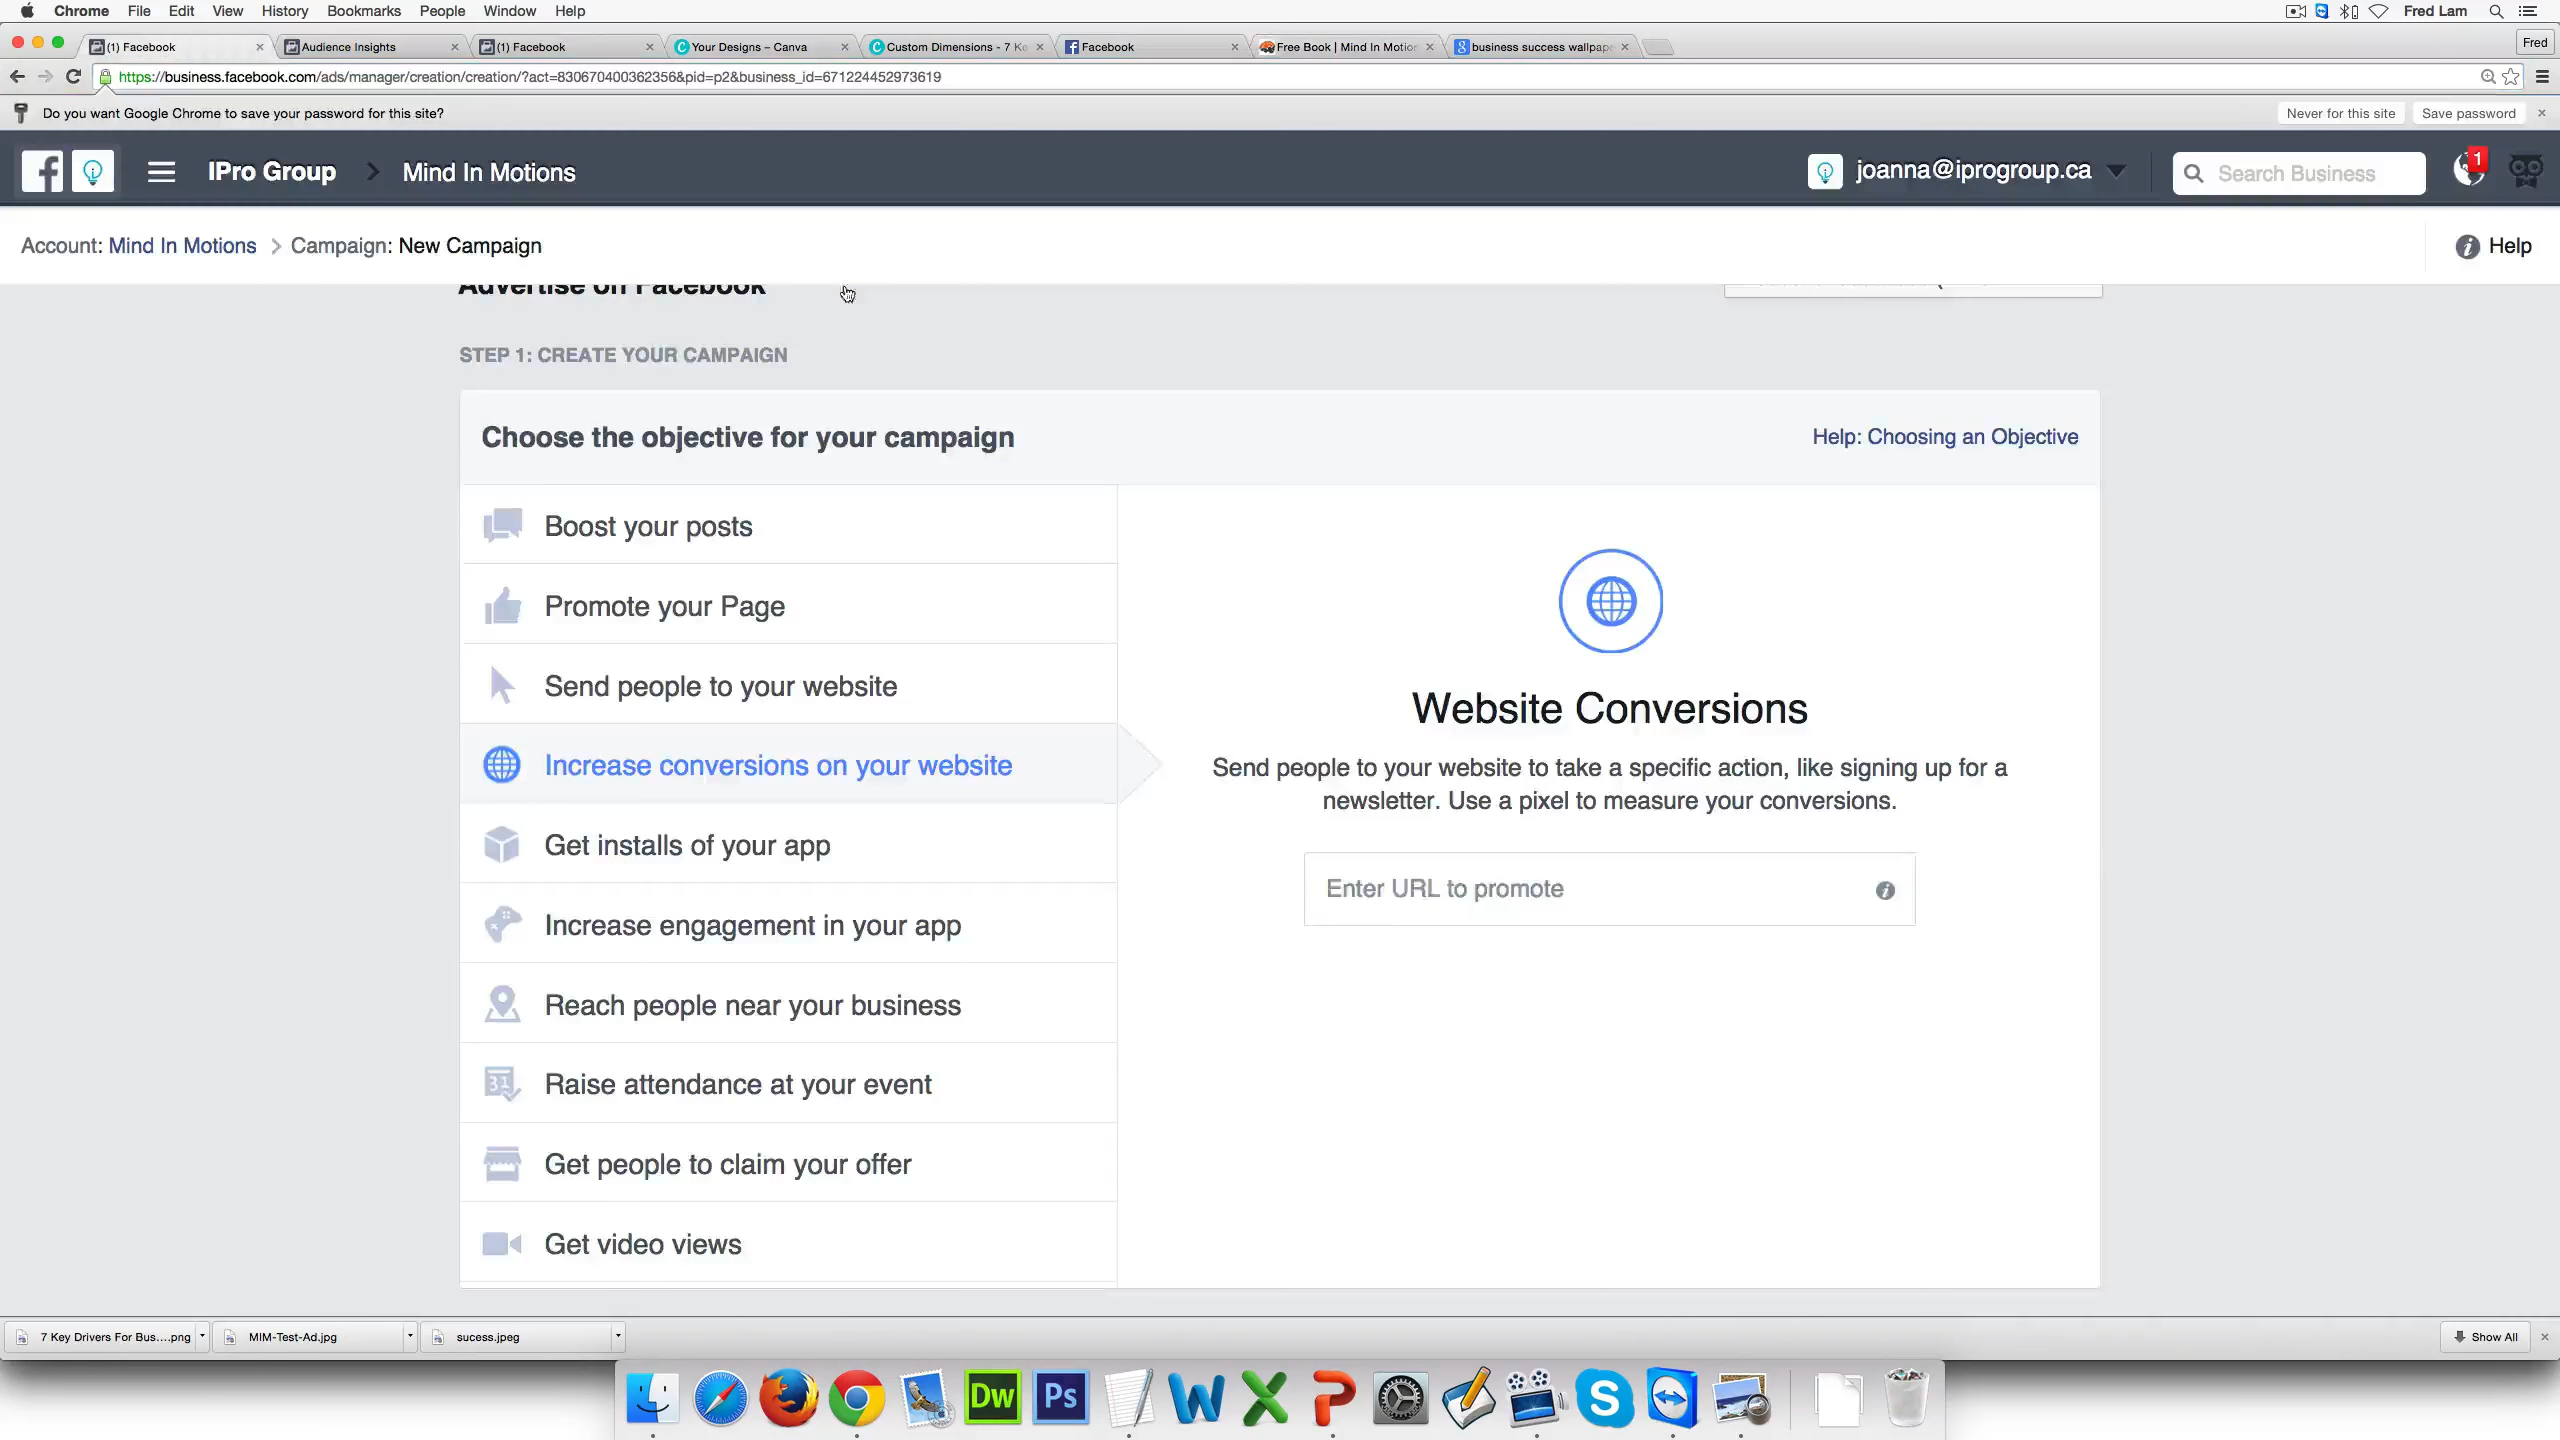 Chrome File Edit View History Bookmarks People Window Help Fred Lam
(1) Facebook Audience Insights (1) Facebook Your Designs – Canva Custom Dimensions - 7 Ke Facebook Free Book | Mind In Motion business success wallpape Fred
https://business.facebook.com/ads/manager/creation/creation/?act=830670400362356&pid=p2&business_id=671224452973619
Do you want Google Chrome to save your password for this site? Never for this site Save password
IPro Group Mind In Motions joanna@iprogroup.ca Search Business 1
Account: Mind In Motions Campaign: New Campaign Help
Advertise on Facebook
STEP 1: CREATE YOUR CAMPAIGN
Choose the objective for your campaign Help: Choosing an Objective
Boost your posts
Promote your Page
Send people to your website
Increase conversions on your website
Get installs of your app
Increase engagement in your app
Reach people near your business
31 Raise attendance at your event
Get people to claim your offer
Get video views
Website Conversions
Send people to your website to take a specific action, like signing up for a
newsletter. Use a pixel to measure your conversions.
Enter URL to promote
7 Key Drivers For Bus....png MIM-Test-Ad.jpg sucess.jpeg Show All
Dw Ps